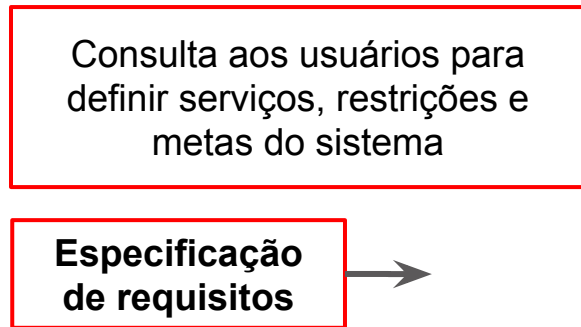 Consulta aos usuários para
definir serviços, restrições e
metas do sistema
Especificação
de requisitos